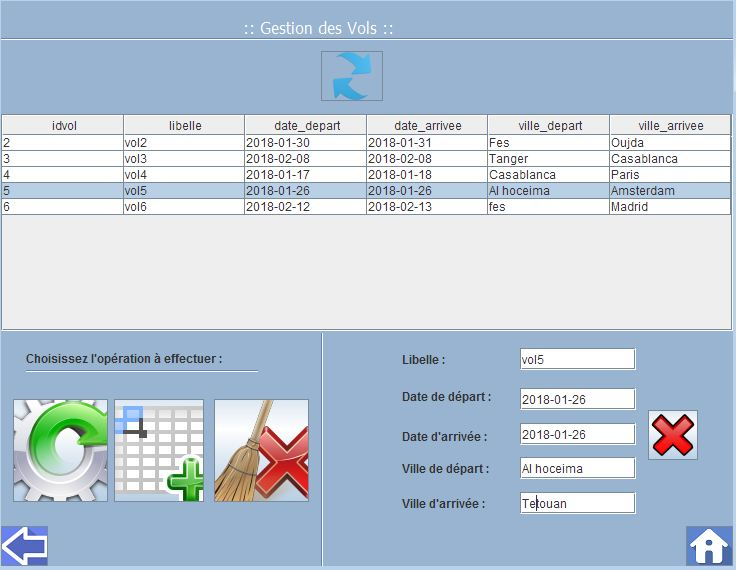 :: Gestion des Vols ::
idvol libelle date_depart date_arrivee ville_depart ville_arrivee
2 vol2 2018-01-30 2018-01-31 Fes Oujda
3 vol3 2018-02-08 2018-02-08 Tanger Casablanca
4 vol4 2018-01-17 2018-01-18 Casablanca Paris
5 vol5 2018-01-26 2018-01-26 Al hoceima Amsterdam
6 vol6 2018-02-12 2018-02-13 fes Madrid
Choisissez l'opération à effectuer :
Libelle : vol5
Date de départ : 2018-01-26
Date d'arrivée : 2018-01-26
Ville de départ : Al hoceima
Ville d'arrivée : Tetouan